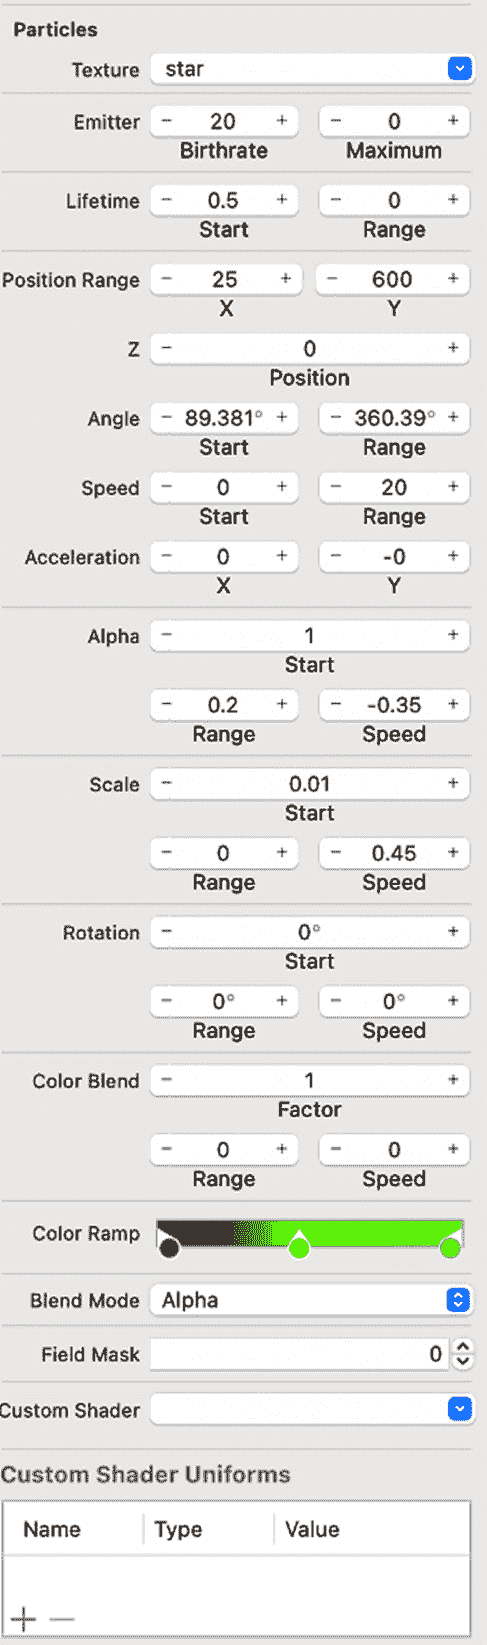 Particles
Texture star
Emitter - 20 + - 0 +
Birthrate Maximum
Lifetime - 0.5 + - 0 +
Start Range
Position Range - 25 + - 600 +
X Y
Z - 0 +
Position
Angle - 89.381° + - 360.39° +
Start Range
Speed - 0 + - 20 +
Start Range
Acceleration - 0 + - -0 +
X Y
Alpha - 1 +
Start
- 0.2 + - -0.35 +
Range Speed
Scale - 0.01 +
Start
- 0 + - 0.45 +
Range Speed
Rotation - 0° +
Start
- 0° + - 0° +
Range Speed
Color Blend - 1 +
Factor
- 0 + - 0 +
Range Speed
Color Ramp
Blend Mode Alpha
Field Mask 0
Custom Shader
Custom Shader Uniforms
Name Type Value
+ -